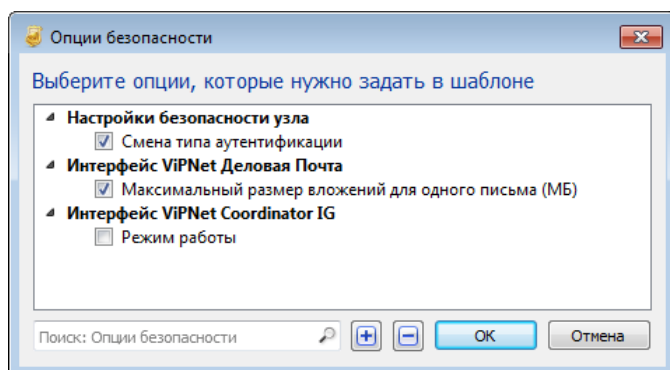 Опции безопасности
Выберите опции, которые нужно задать в шаблоне
Настройки безопасности узла
Смена типа аутентификации
Интерфейс ViPNet Деловая Почта
Максимальный размер вложений для одного письма (МБ)
Интерфейс ViPNet Coordinator IG
Режим работы
Поиск: Опции безопасности
ОК
Отмена